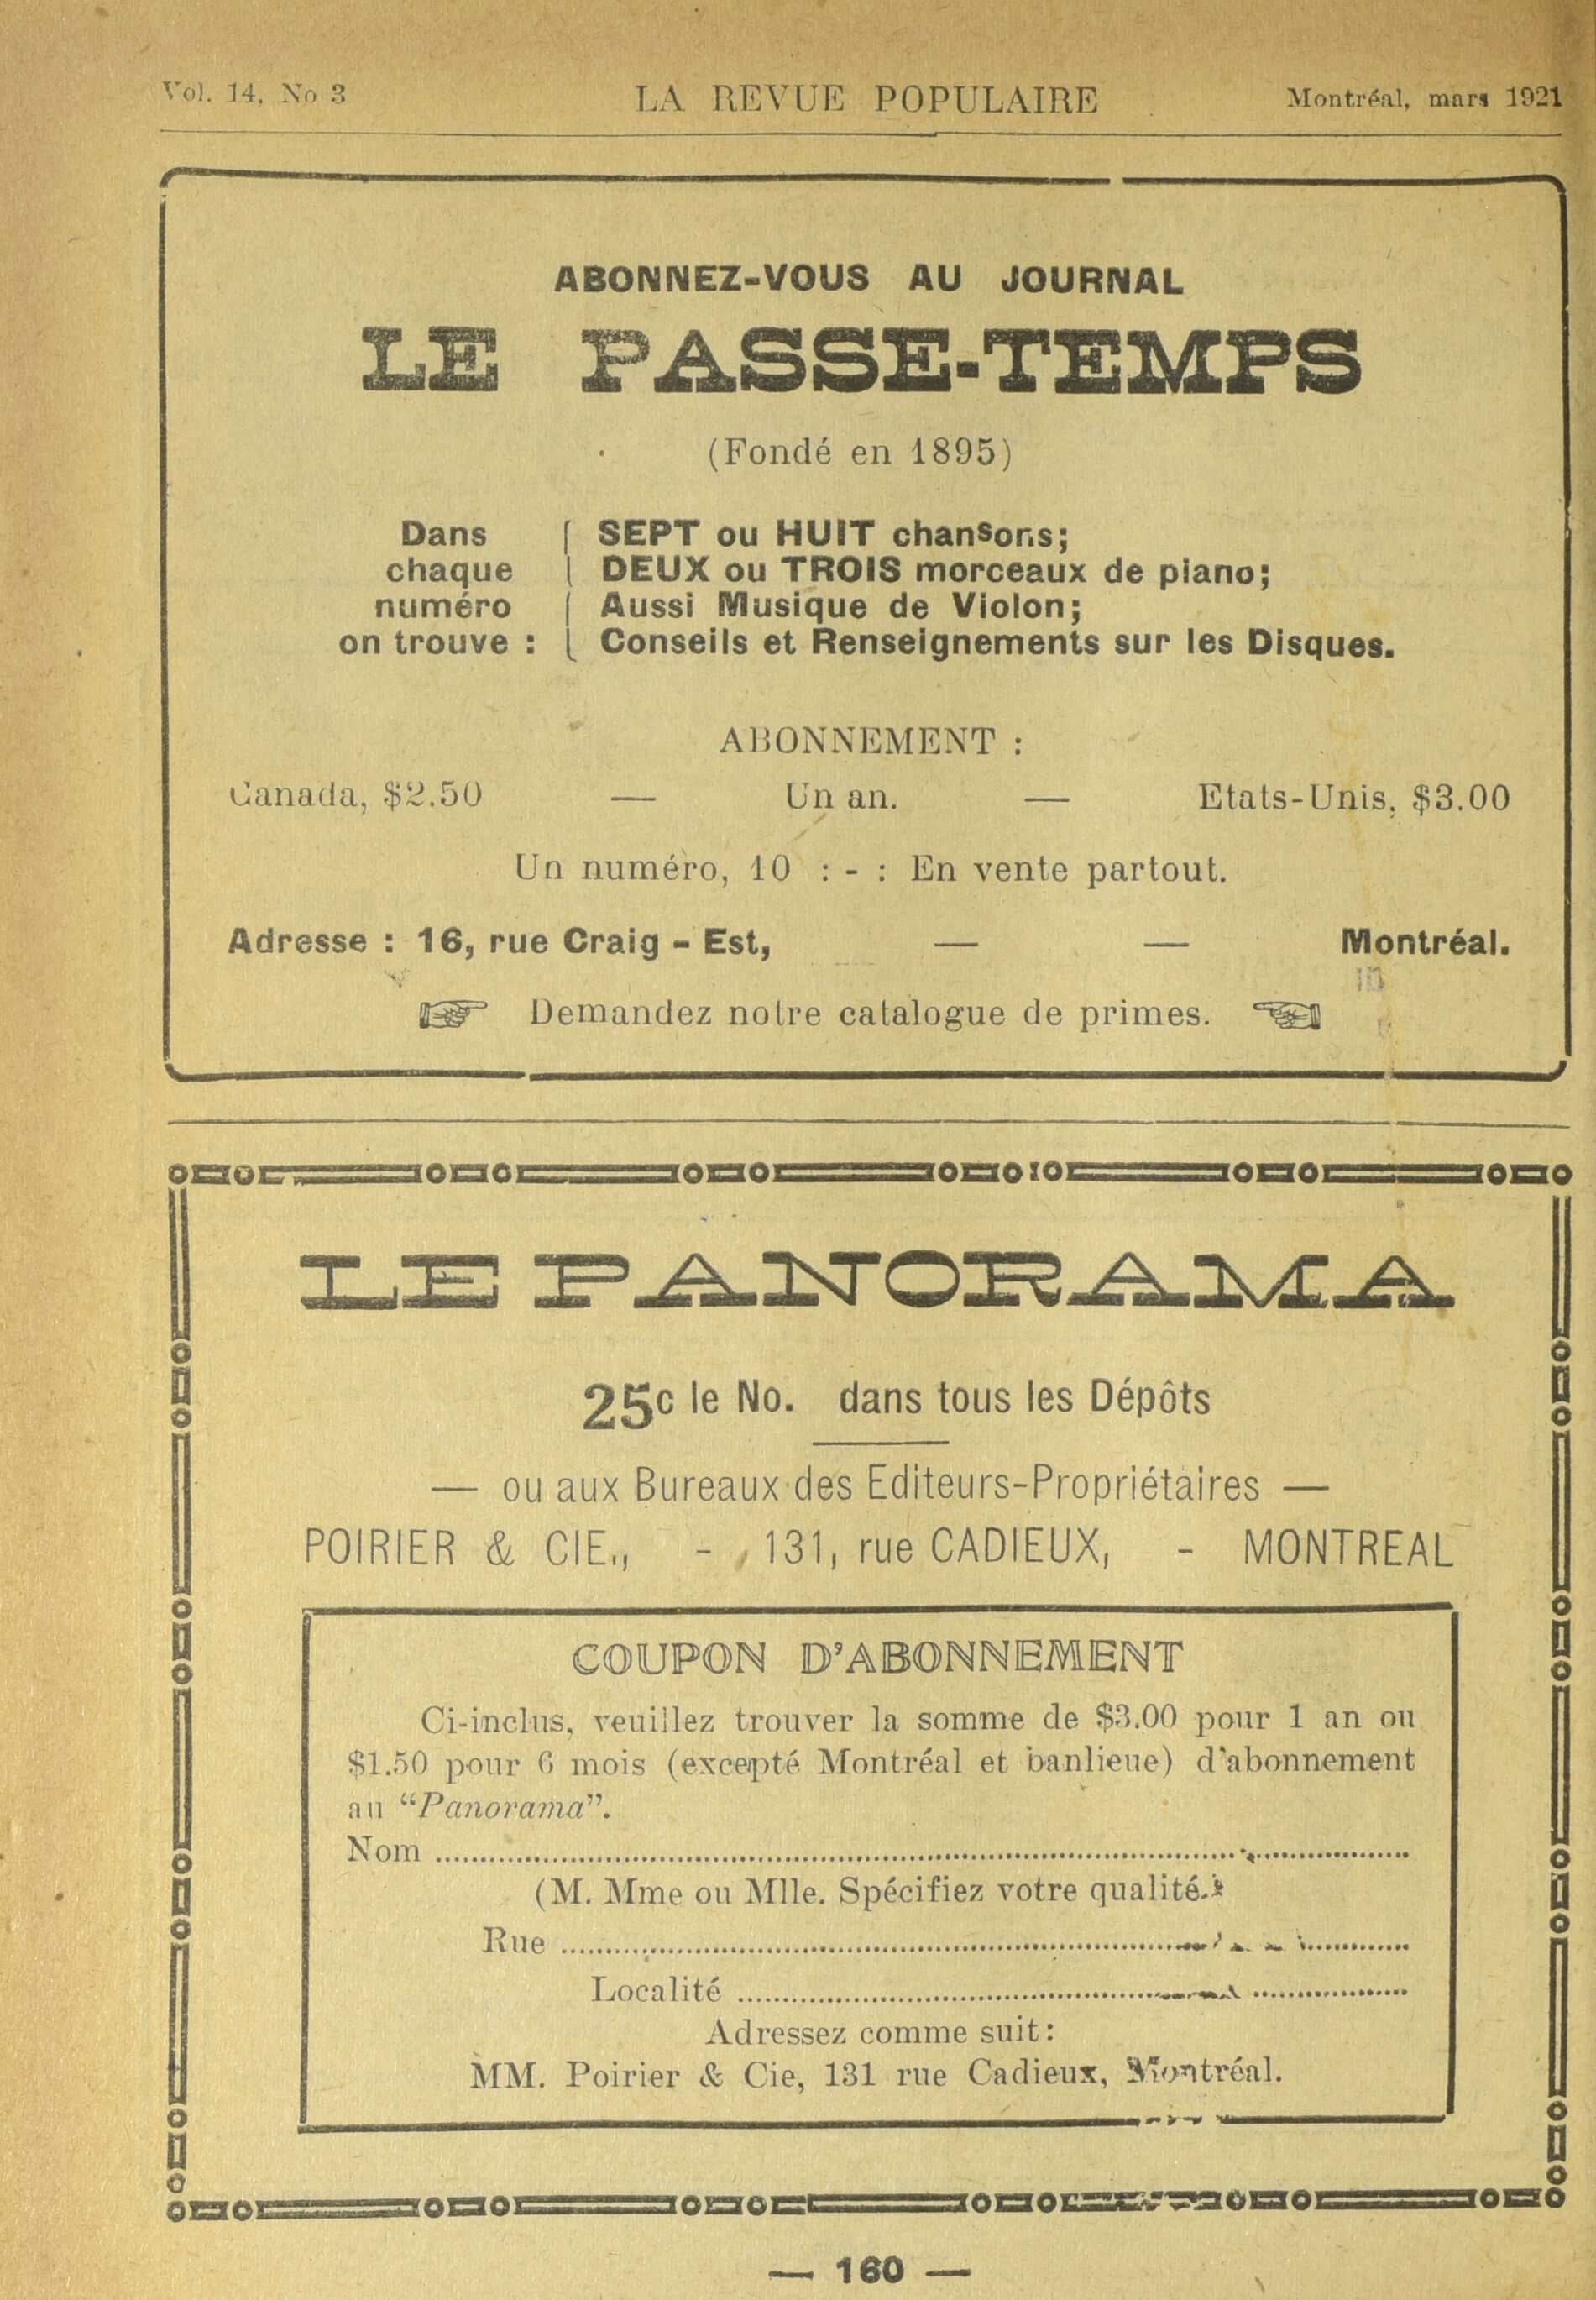 Vol. 14, No 3 LA REVUE POPULAIRE Montréal, mars 1921
ABONNEZ-VOUS AU JOURNAL
LE PASSE-TEMPS
(Fondé en 1895)
Dans SEPT ou HUIT chansons;
chaque DEUX ou TROIS morceaux de piano;
numéro Aussi Musique de Violon;
on trouve : Conseils et Renseignements sur les Disques.
ABONNEMENT :
Canada, $2.50 — Un an. — Etats-Unis, $3.00
Un numéro, 10 : - : En vente partout.
Adresse : 16, rue Craig - Est, — — Montréal.
☞ Demandez notre catalogue de primes. ☜
LE PANORAMA
25c le No. dans tous les Dépôts
— ou aux Bureaux des Editeurs-Propriétaires —
POIRIER & CIE., - 131, rue CADIEUX, - MONTREAL
COUPON D'ABONNEMENT
Ci-inclus, veuillez trouver la somme de $3.00 pour 1 an ou
$1.50 pour 6 mois (excepté Montréal et banlieue) d'abonnement
au “Panorama”.
Nom ................................................................
(M. Mme ou Mlle. Spécifiez votre qualité.)
Rue ................................................................
Localité ................................................................
Adressez comme suit:
MM. Poirier & Cie, 131 rue Cadieux, Montréal.
— 160 —